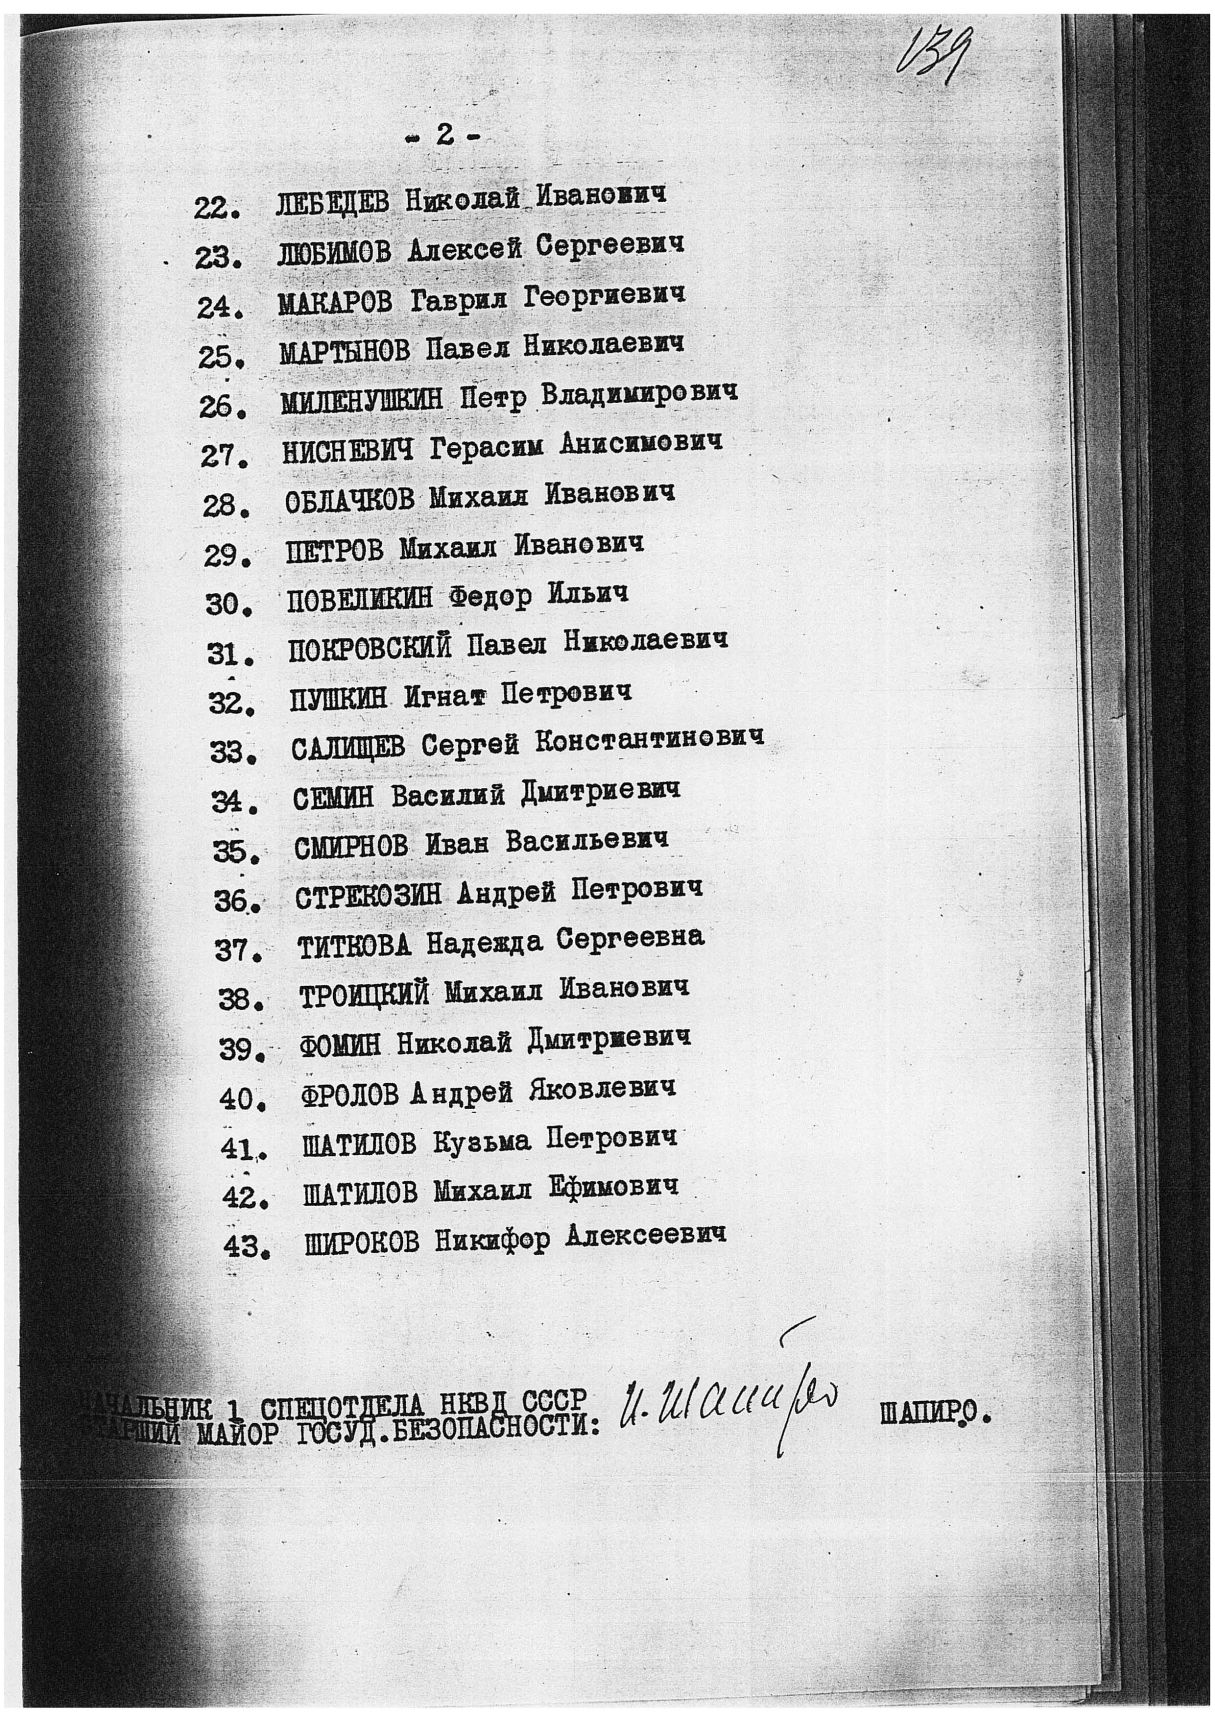 139
- 2 -
22. ЛЕБЕДЕВ Николай Иванович
23. ЛЮБИМОВ Алексей Сергеевич
24. МАКАРОВ Гаврил Георгиевич
25. МАРТЫНОВ Павел Николаевич
26. МИЛЕНУШКИН Петр Владимирович
27. НИСНЕВИЧ Герасим Анисимович
28. ОБЛАЧКОВ Михаил Иванович
29. ПЕТРОВ Михаил Иванович
30. ПОВЕЛИКИН Федор Ильич
31. ПОКРОВСКИЙ Павел Николаевич
32. ПУШКИН Игнат Петрович
33. САЛИЩЕВ Сергей Константинович
34. СЕМИН Василий Дмитриевич
35. СМИРНОВ Иван Васильевич
36. СТРЕКОЗИН Андрей Петрович
37. ТИТКОВА Надежда Сергеевна
38. ТРОИЦКИЙ Михаил Иванович
39. ФОМИН Николай Дмитриевич
40. ФРОЛОВ Андрей Яковлевич
41. ШАТИЛОВ Кузьма Петрович
42. ШАТИЛОВ Михаил Ефимович
43. ШИРОКОВ Никифор Алексеевич
НАЧАЛЬНИК 1 СПЕЦОТДЕЛА НКВД СССР
СТАРШИЙ МАЙОР ГОСУД.БЕЗОПАСНОСТИ: И. Шапиро ШАПИРО.